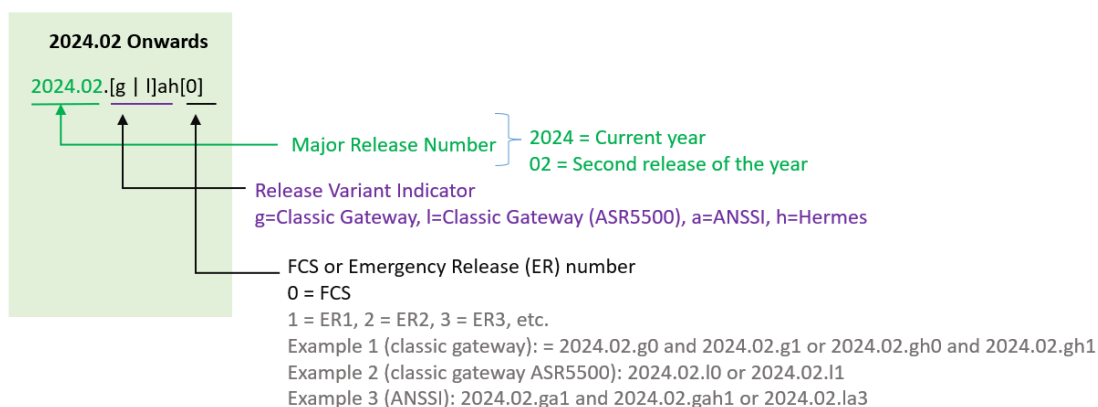 2024.02 Onwards
2024.02.[g | l]ah[0]
Major Release Number
2024 = Current year
02 = Second release of the year
Release Variant Indicator
g=Classic Gateway, l=Classic Gateway (ASR5500), a=ANSSI, h=Hermes
FCS or Emergency Release (ER) number
0 = FCS
1 = ER1, 2 = ER2, 3 = ER3, etc.
Example 1 (classic gateway): = 2024.02.g0 and 2024.02.g1 or 2024.02.gh0 and 2024.02.gh1
Example 2 (classic gateway ASR5500): 2024.02.l0 or 2024.02.l1
Example 3 (ANSSI): 2024.02.ga1 and 2024.02.gah1 or 2024.02.la3